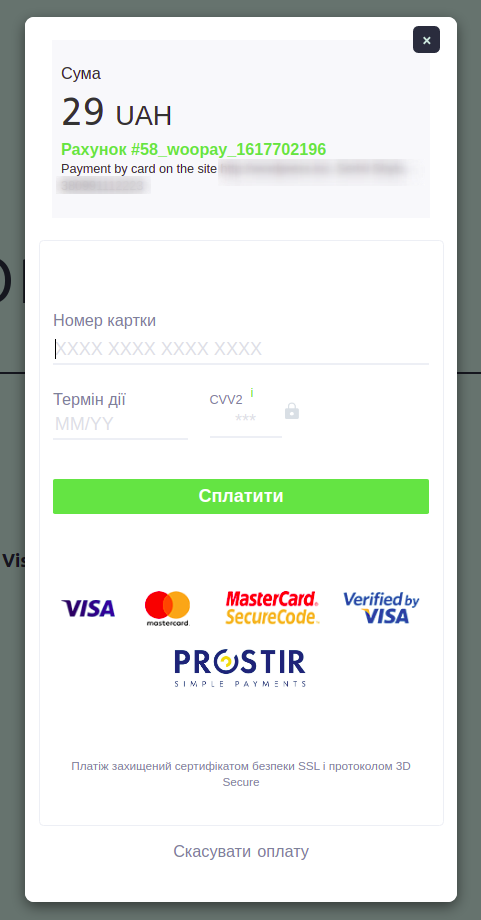 ×
Сума
29 UAH
Рахунок #58_woopay_1617702196
Payment by card on the site
Номер картки
XXXX XXXX XXXX XXXX
Термін дії
CVV2 i
MM/YY
***
Сплатити
Vis
VISA
mastercard
MasterCard SecureCode
Verified by VISA
PROSTIR
SIMPLE PAYMENTS
Платіж захищений сертифікатом безпеки SSL і протоколом 3D
Secure
Скасувати оплату